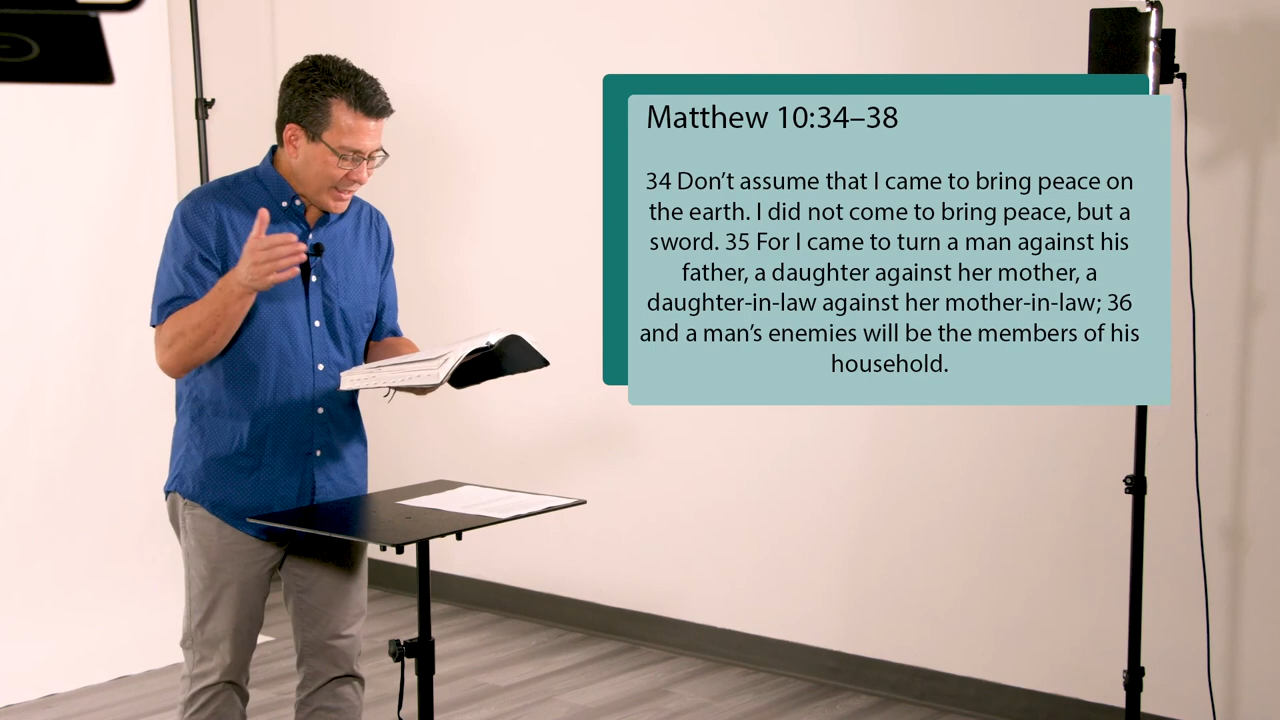 Matthew 10:34–38
34 Don’t assume that I came to bring peace on
the earth. I did not come to bring peace, but a
sword. 35 For I came to turn a man against his
father, a daughter against her mother, a
daughter-in-law against her mother-in-law; 36
and a man’s enemies will be the members of his
household.